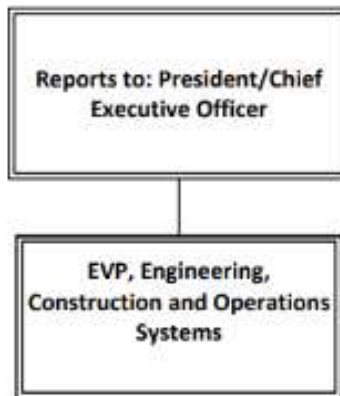 Reports to: President/Chief
Executive Officer
EVP, Engineering,
Construction and Operations
Systems